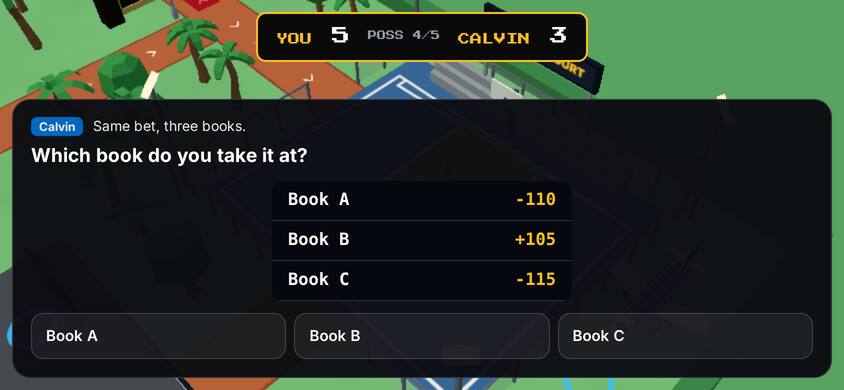 YOU 5 POSS 4/5 CALVIN 3
COURT
Calvin Same bet, three books.
Which book do you take it at?
Book A -110
Book B +105
Book C -115
Book A Book B Book C